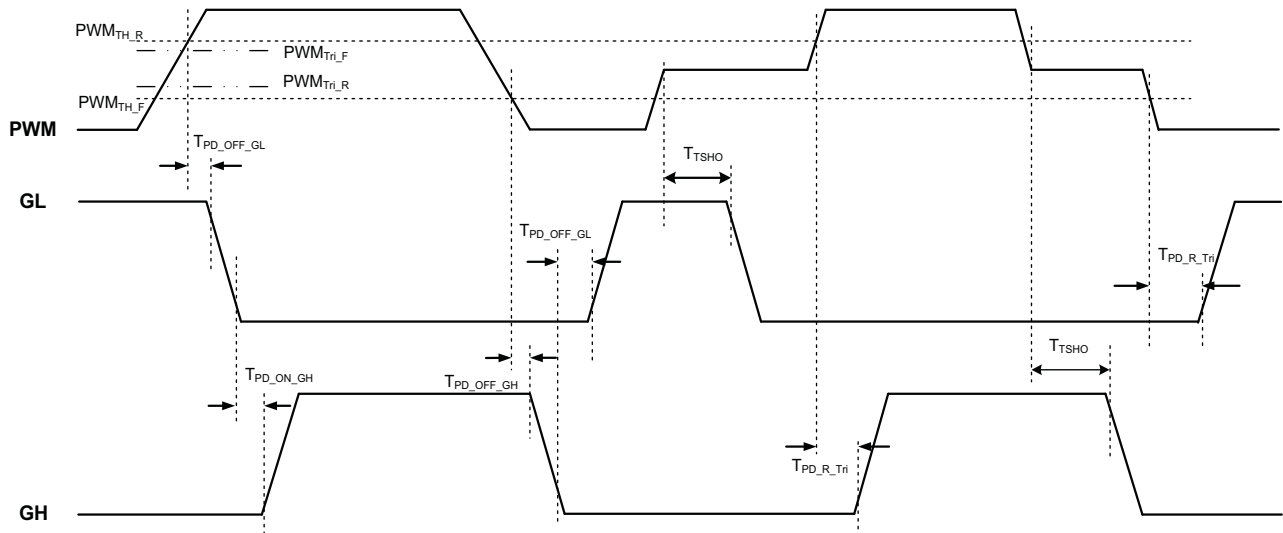 PWM_TH_R
PWM_Tri_F
PWM_Tri_R
PWM_TH_F
PWM
T_PD_OFF_GL
T_TSHO
GL
T_PD_OFF_GL
T_PD_R_Tri
T_TSHO
T_PD_ON_GH
T_PD_OFF_GH
T_PD_R_Tri
GH